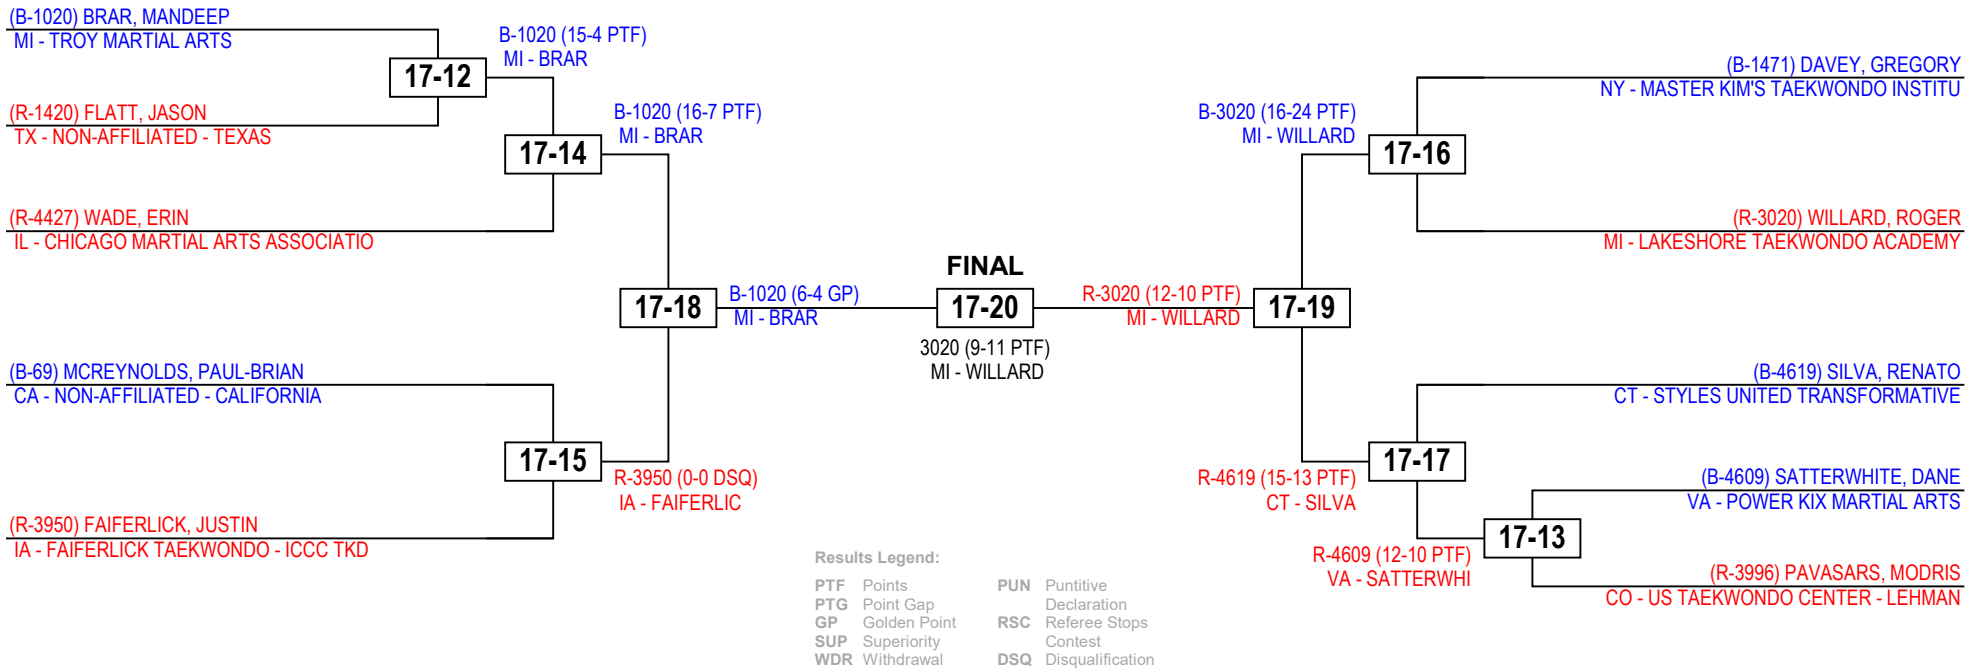 (B-1020) BRAR, MANDEEP
MI - TROY MARTIAL ARTS
17-12
(R-1420) FLATT, JASON
TX - NON-AFFILIATED - TEXAS
B-1020 (15-4 PTF)
MI - BRAR
17-14
(R-4427) WADE, ERIN
IL - CHICAGO MARTIAL ARTS ASSOCIATIO
B-1020 (16-7 PTF)
MI - BRAR
17-18
(B-69) MCREYNOLDS, PAUL-BRIAN
CA - NON-AFFILIATED - CALIFORNIA
17-15
(R-3950) FAIFERLICK, JUSTIN
IA - FAIFERLICK TAEKWONDO - ICCC TKD
R-3950 (0-0 DSQ)
IA - FAIFERLIC
B-1020 (6-4 GP)
MI - BRAR
FINAL
17-20
3020 (9-11 PTF)
MI - WILLARD
R-3020 (12-10 PTF)
MI - WILLARD
17-19
B-3020 (16-24 PTF)
MI - WILLARD
17-16
(B-1471) DAVEY, GREGORY
NY - MASTER KIM'S TAEKWONDO INSTITU
(R-3020) WILLARD, ROGER
MI - LAKESHORE TAEKWONDO ACADEMY
R-4619 (15-13 PTF)
CT - SILVA
17-17
(B-4619) SILVA, RENATO
CT - STYLES UNITED TRANSFORMATIVE
R-4609 (12-10 PTF)
VA - SATTERWHI
17-13
(B-4609) SATTERWHITE, DANE
VA - POWER KIX MARTIAL ARTS
(R-3996) PAVASARS, MODRIS
CO - US TAEKWONDO CENTER - LEHMAN
Results Legend:
PTF Points
PTG Point Gap
GP Golden Point
SUP Superiority
WDR Withdrawal
PUN Puntitive
Declaration
RSC Referee Stops
Contest
DSQ Disqualification